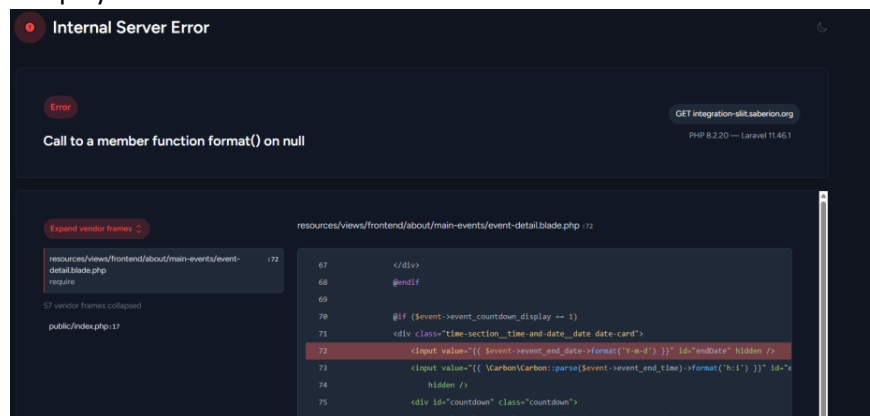 Internal Server Error
Error
Call to a member function format() on null
GET integration-sliit.saberion.org
PHP 8.2.20 — Laravel 11.46.1
Expand vendor frames
resources/views/frontend/about/main-events/event-detail.blade.php :72
require
57 vendor frames collapsed
public/index.php:17
resources/views/frontend/about/main-events/event-detail.blade.php :72
67 </div>
68 @endif
69
70 @if ($event->event_countdown_display == 1)
71 <div class="time-section__time-and-date__date date-card">
72 <input value="{{ $event->event_end_date->format('Y-m-d') }}" id="endDate" hidden />
73 <input value="{{ \Carbon\Carbon::parse($event->event_end_time)->format('h:i') }}" id="e
74 hidden />
75 <div id="countdown" class="countdown">